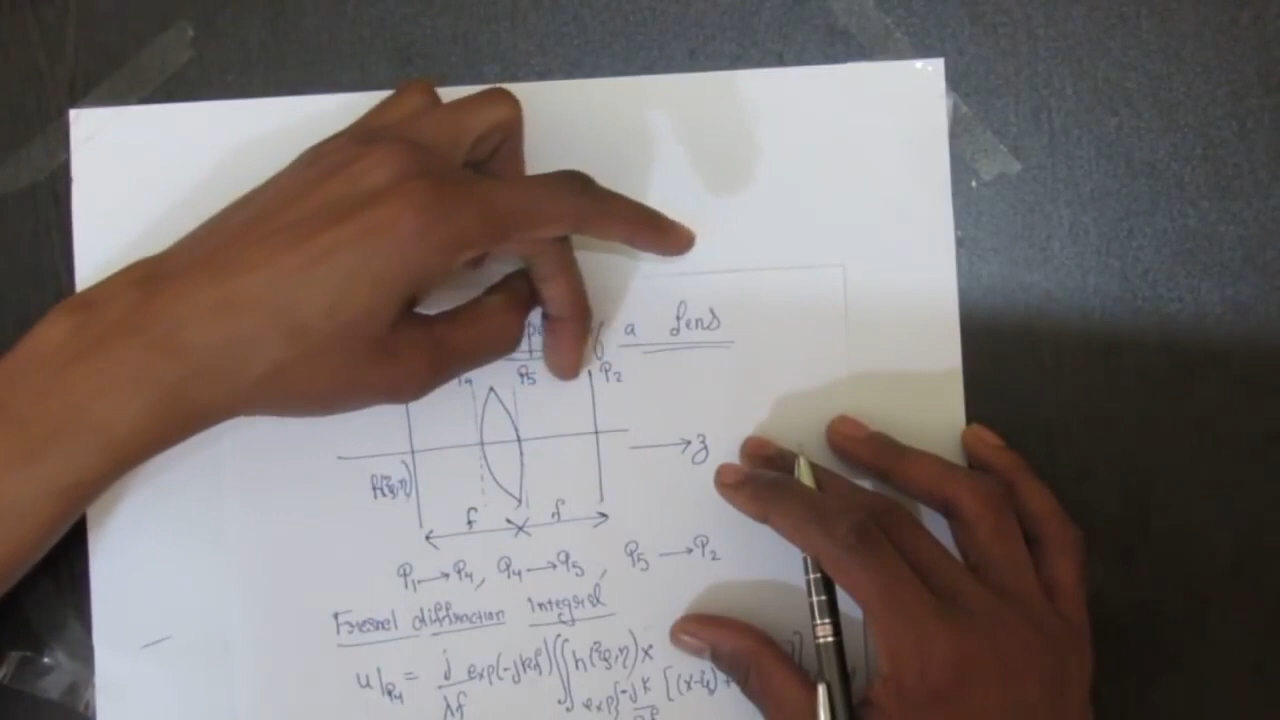 a Lens
P5 P2
h(ξ,η) z
f f
P1 → P4, P4 → P5, P5 → P2
Fresnel diffraction Integral
u|P4 = j/λf exp(-jkf) ∬ h(ξ,η) x
exp{-jk [(x-ξ)